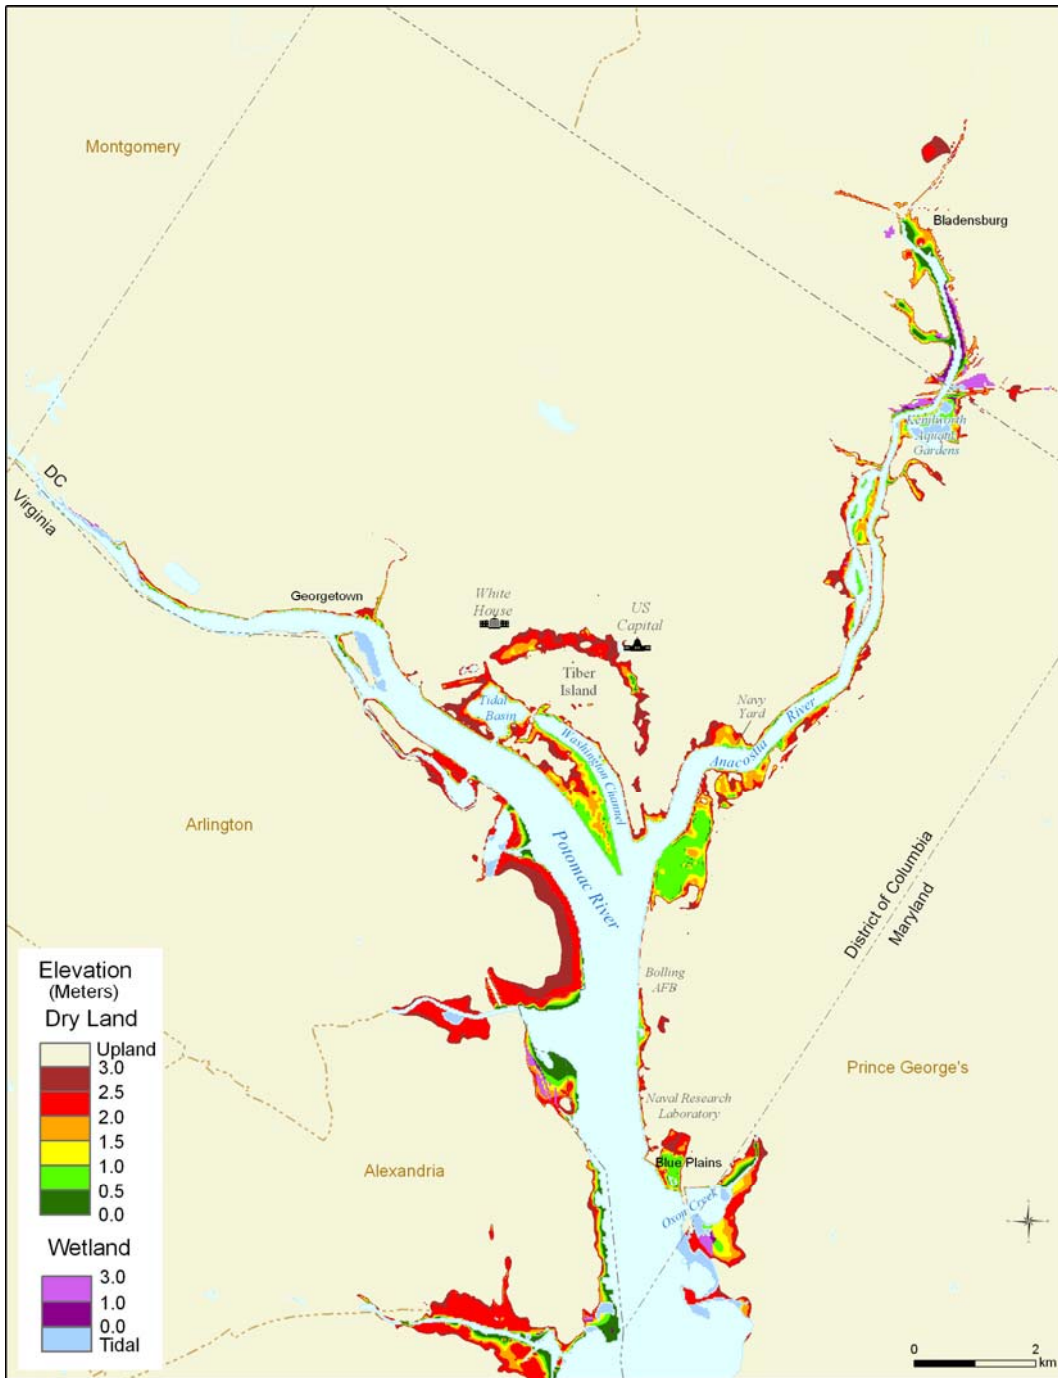 Montgomery
Bladensburg
Kenilworth
Aquatic
Gardens
DC
Virginia
Georgetown
White
House
US
Capital
Tiber
Island
Tidal
Basin
Washington Channel
Navy
Yard
Anacostia River
Arlington
Potomac River
District of Columbia
Maryland
Bolling
AFB
Prince George's
Naval Research
Laboratory
Blue Plains
Oxon Creek
Alexandria
Elevation
(Meters)
Dry Land
Upland
3.0
2.5
2.0
1.5
1.0
0.5
0.0
Wetland
3.0
1.0
0.0
Tidal
0 2
km